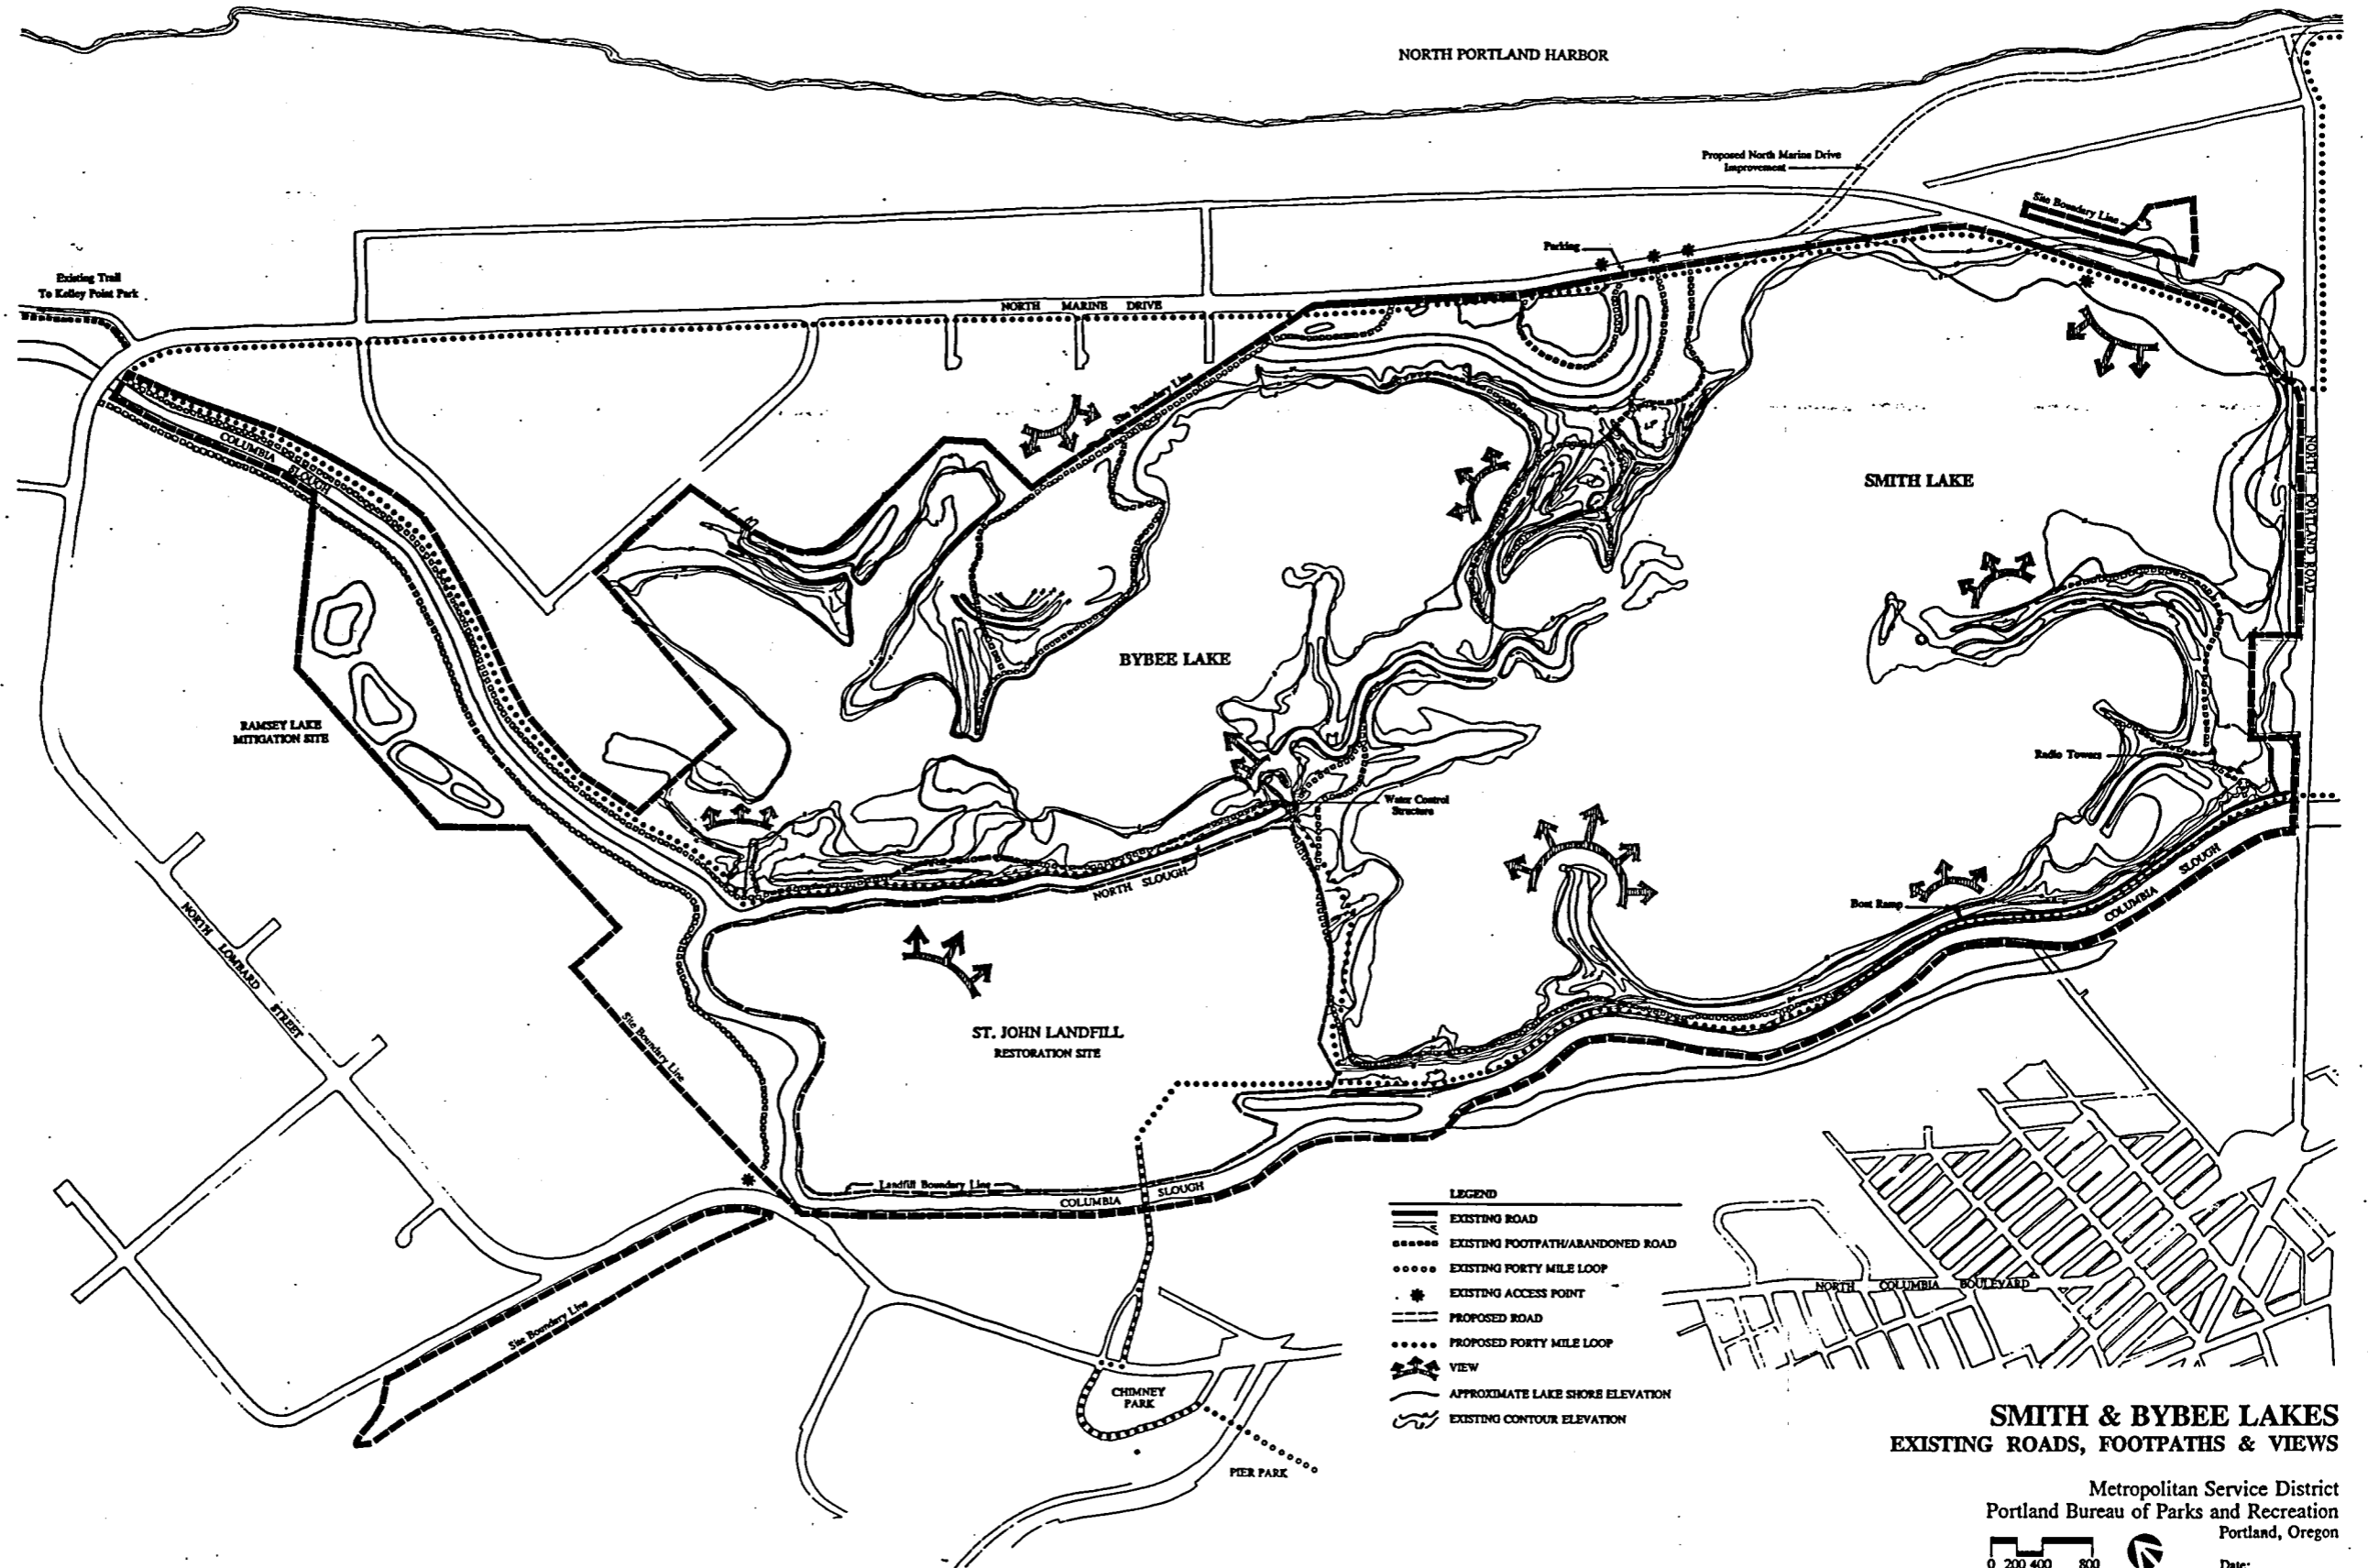 NORTH PORTLAND HARBOR
Proposed North Marine Drive
Improvement
Site Boundary Line
Parking
Existing Trail
To Kelley Point Park
NORTH MARINE DRIVE
Site Boundary Line
COLUMBIA SLOUGH
SMITH LAKE
NORTH PORTLAND ROAD
BYBEE LAKE
RAMSEY LAKE
MITIGATION SITE
Radio Towers
Water Control
Structure
NORTH SLOUGH
COLUMBIA SLOUGH
Boat Ramp
NORTH LOMBARD STREET
Site Boundary Line
ST. JOHN LANDFILL
RESTORATION SITE
Landfill Boundary Line
COLUMBIA SLOUGH
Site Boundary Line
LEGEND
EXISTING ROAD
EXISTING FOOTPATH/ABANDONED ROAD
EXISTING FORTY MILE LOOP
EXISTING ACCESS POINT
PROPOSED ROAD
PROPOSED FORTY MILE LOOP
VIEW
APPROXIMATE LAKE SHORE ELEVATION
EXISTING CONTOUR ELEVATION
NORTH COLUMBIA BOULEVARD
CHIMNEY
PARK
PIER PARK
SMITH & BYBEE LAKES
EXISTING ROADS, FOOTPATHS & VIEWS
Metropolitan Service District
Portland Bureau of Parks and Recreation
Portland, Oregon
0 200 400 800
Date: